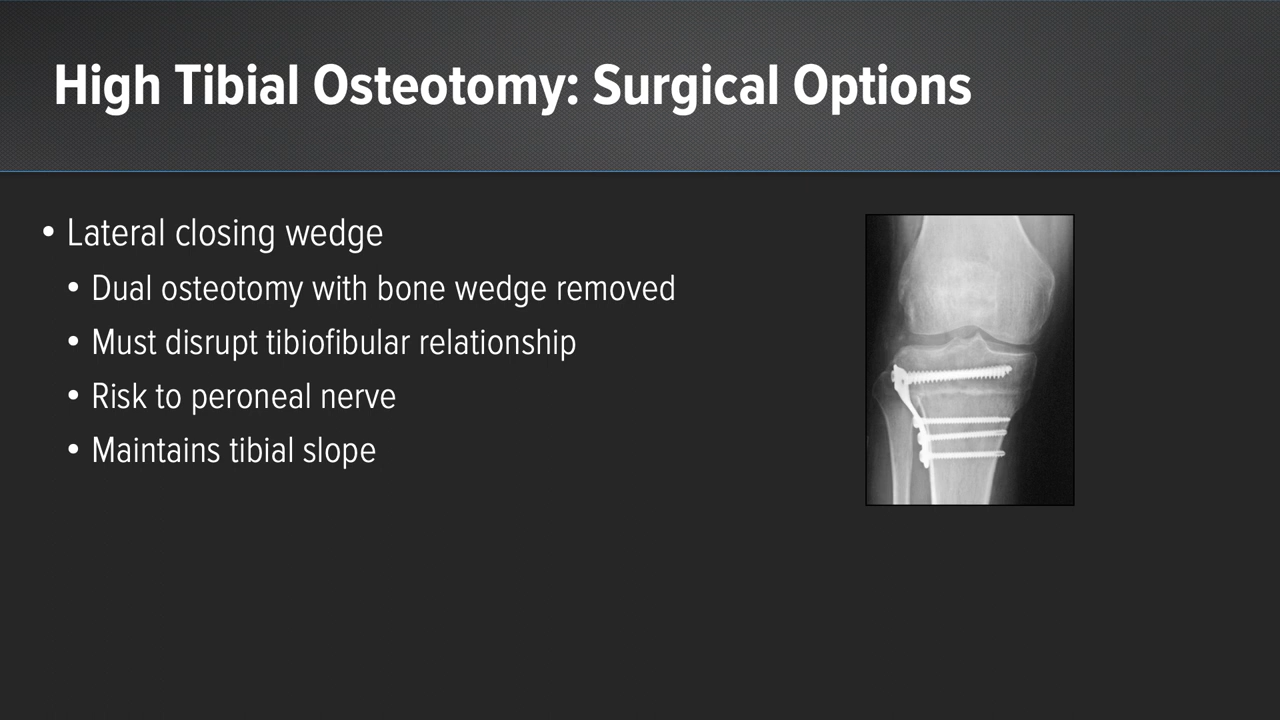 High Tibial Osteotomy: Surgical Options
• Lateral closing wedge
• Dual osteotomy with bone wedge removed
• Must disrupt tibiofibular relationship
• Risk to peroneal nerve
• Maintains tibial slope